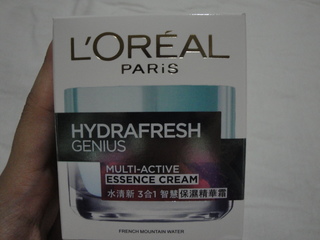 L'ORÉAL
PARIS
HYDRAFRESH
GENIUS
MULTI-ACTIVE
ESSENCE CREAM
水清新 3合1 智慧保濕精華霜
FRENCH MOUNTAIN WATER